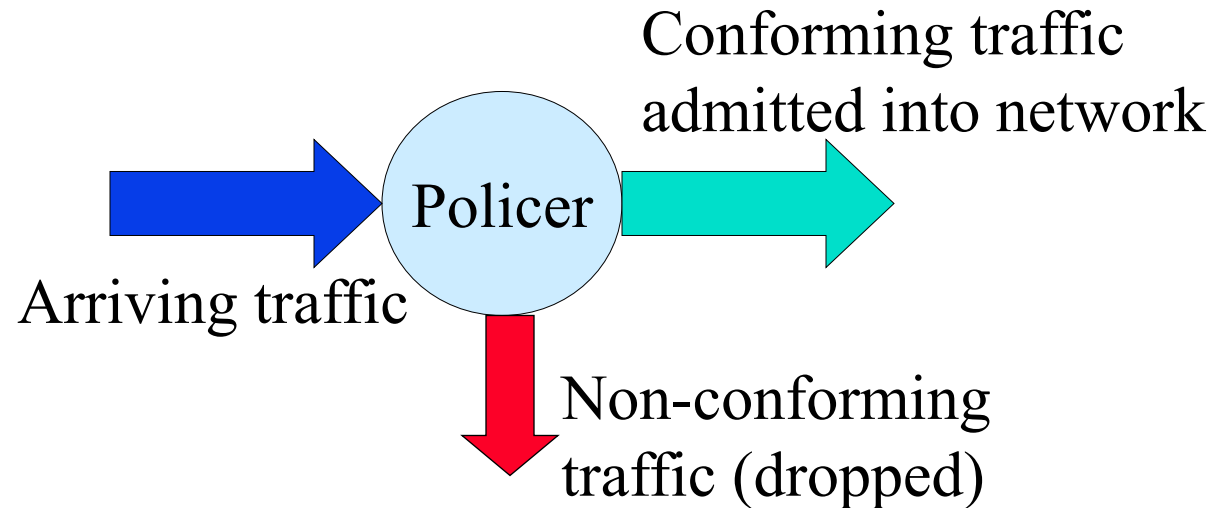 Conforming traffic
admitted into network
Policer
Arriving traffic
Non-conforming
traffic (dropped)